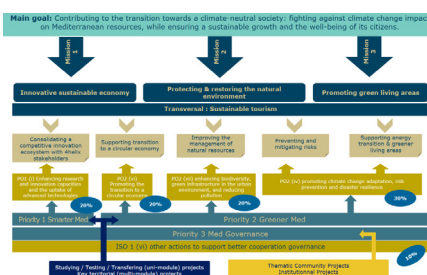 Main goal: Contributing to the transition towards a climate-neutral society: fighting against climate change impact
on Mediterranean resources, while ensuring a sustainable growth and the well-being of its citizens.
Mission 1
Mission 2
Mission 3
Innovative sustainable economy
Protecting & restoring the natural
environment
Promoting green living areas
Transversal : Sustainable tourism
Consolidating a
competitive innovation
ecosystem with 4helix
stakeholders
Supporting transition
to a circular economy
Improving the
management of
natural resources
Preventing and
mitigating risks
Supporting energy
transition & greener
living areas
PO1 (i) Enhancing research
and innovation capacities
and the uptake of
advanced technologies
PO2 (vi)
Promoting the
transition to a
circular economy
PO2 (vii) enhancing biodiversity,
green infrastructure in the urban
environment, and reducing
pollution
PO2 (iv) promoting climate change adaptation, risk
prevention and disaster resilience
20%
20%
20%
30%
Priority 1 Smarter Med
Priority 2 Greener Med
Priority 3 Med Governance
ISO 1 (vi) other actions to support better cooperation governance
10%
Studying / Testing / Transfering (uni-module) projects
Key territorial (multi-module) projects
Thematic Community Projects
Institutional Projects